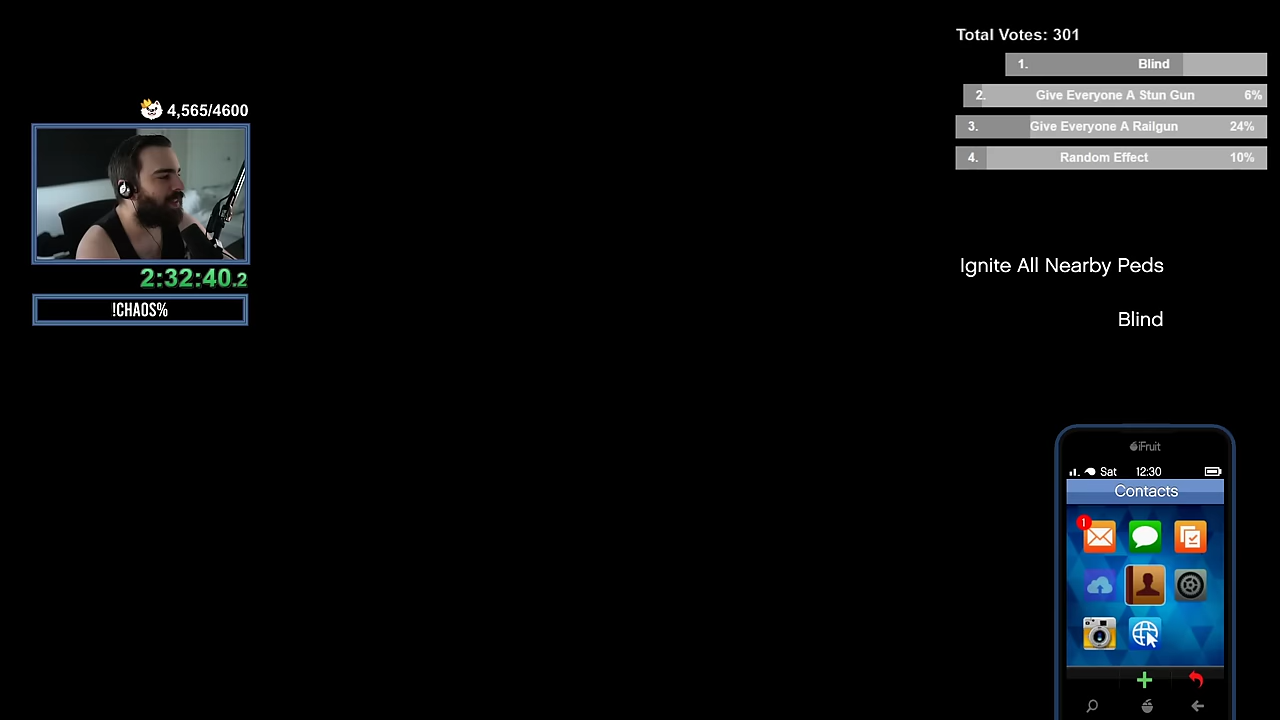 Total Votes: 301
1. Blind
2. Give Everyone A Stun Gun 6%
3. Give Everyone A Railgun 24%
4. Random Effect 10%
4,565/4600
2:32:40.2
!CHAOS%
Ignite All Nearby Peds
Blind
iFruit
Sat 12:30
Contacts
1